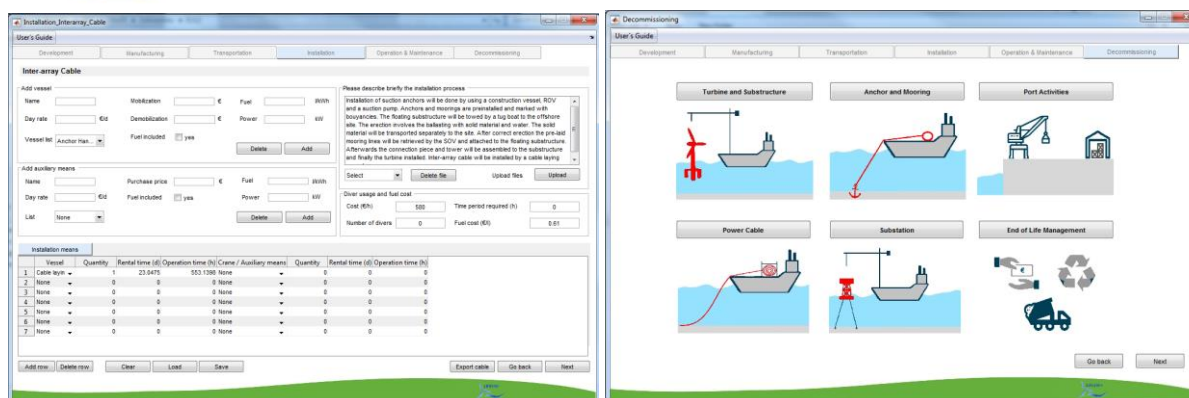 Installation_Interarray_Cable
User's Guide
Development Manufacturing Transportation Installation Operation & Maintenance Decommissioning
Inter-array Cable
Add vessel
Name Mobilization € Fuel l/kWh
Day rate €/d Demobilization € Power kW
Vessel list Anchor Han... Fuel included yes
Delete Add
Add auxiliary means
Name Purchase price € Fuel l/kWh
Day rate €/d Fuel included yes Power kW
List None Delete Add
Please describe briefly the installation process
Installation of suction anchors will be done by using a construction vessel, ROV
and a suction pump. Anchors and moorings are preinstalled and marked with
bouyancies. The floating substructure will be towed by a tug boat to the offshore
site. The erection involves the ballasting with solid material and water. The solid
material will be transported separately to the site. After correct erection the pre-laid
mooring lines will be retrieved by the SOV and attached to the floating substructure.
Afterwards the connection piece and tower will be assembled to the substructure
and finally the turbine installed. Inter-array cable will be installed by a cable laying
Select Delete file Upload files Upload
Diver usage and fuel cost
Cost (€/h) 500 Time period required (h) 0
Number of divers 0 Fuel cost (€/l) 0.61
Installation means
Vessel Quantity Rental time (d) Operation time (h) Crane / Auxiliary means Quantity Rental time (d) Operation time (h)
1 Cable layin 1 23.0475 553.1398 None 0 0 0
2 None 0 0 0 None 0 0 0
3 None 0 0 0 None 0 0 0
4 None 0 0 0 None 0 0 0
5 None 0 0 0 None 0 0 0
6 None 0 0 0 None 0 0 0
7 None 0 0 0 None 0 0 0
Add row Delete row Clear Load Save Export cable Go back Next
Decommissioning
User's Guide
Development Manufacturing Transportation Installation Operation & Maintenance Decommissioning
Turbine and Substructure Anchor and Mooring Port Activities
Power Cable Substation End of Life Management
€
Go back Next